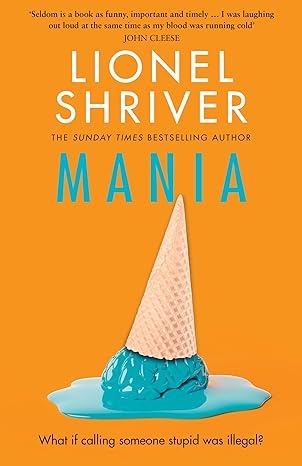 ‘Seldom is a book as funny, important and timely ... I was laughing
out loud at the same time as my blood was running cold’
JOHN CLEESE
LIONEL
SHRIVER
THE SUNDAY TIMES BESTSELLING AUTHOR
MANIA
What if calling someone stupid was illegal?